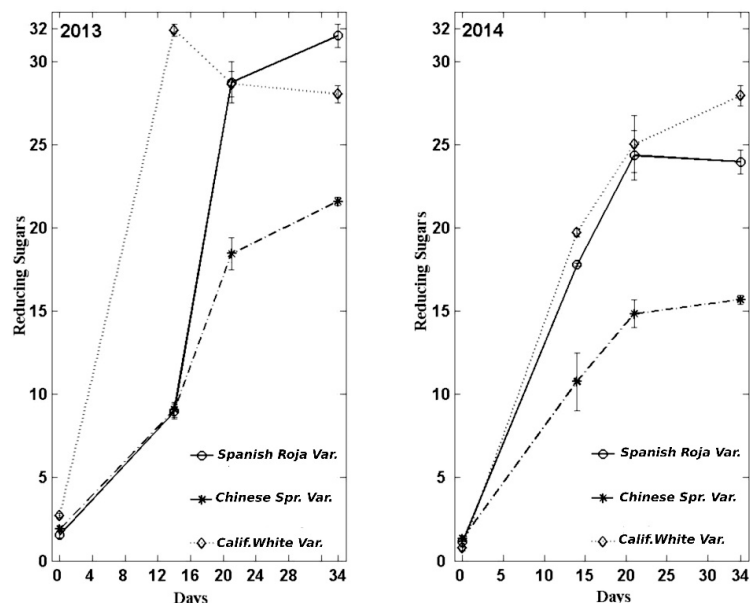 2013
32
30
25
20
15
10
5
0
Reducing Sugars
Spanish Roja Var.
Chinese Spr. Var.
Calif.White Var.
0 4 8 12 16 20 24 28 34
Days
2014
32
30
25
20
15
10
5
0
Reducing Sugars
Spanish Roja Var.
Chinese Spr. Var.
Calif.White Var.
0 5 10 15 20 25 34
Days